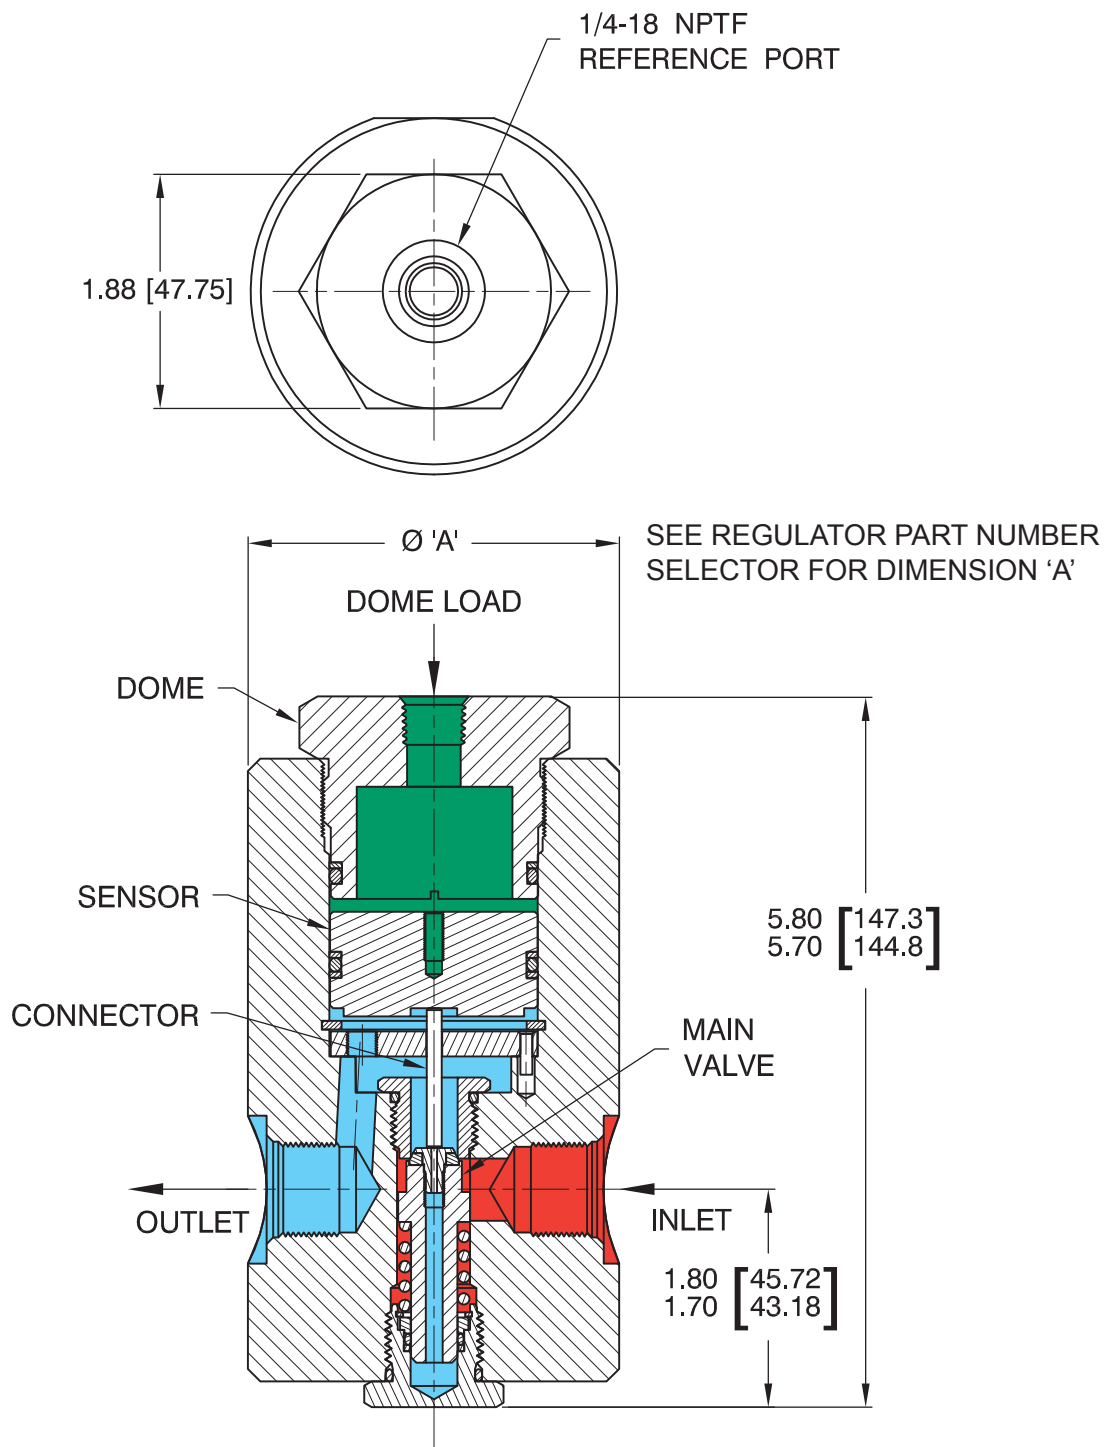 1/4-18 NPTF
REFERENCE PORT
1.88 [47.75]
Ø 'A'
SEE REGULATOR PART NUMBER
SELECTOR FOR DIMENSION ‘A’
DOME LOAD
DOME
SENSOR
5.80 [147.3]
5.70 [144.8]
CONNECTOR
MAIN
VALVE
OUTLET
INLET
1.80 [45.72]
1.70 [43.18]